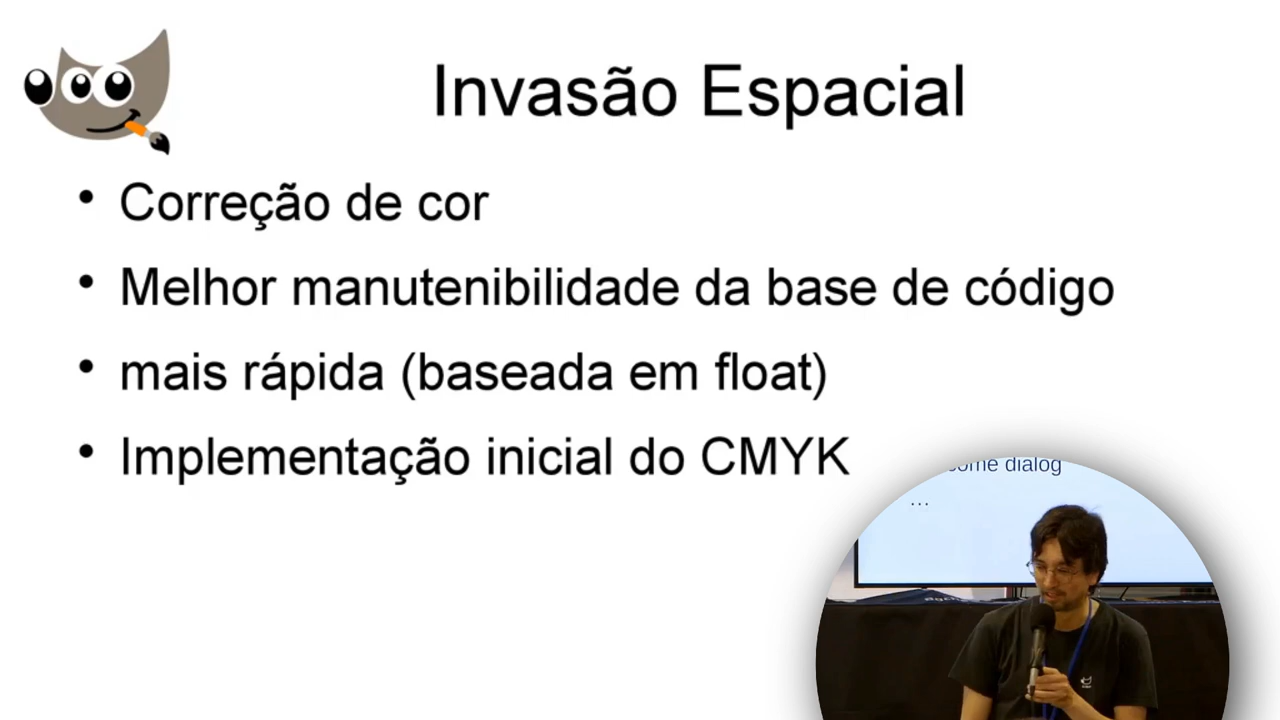 Invasão Espacial
• Correção de cor
• Melhor manutenibilidade da base de código
• mais rápida (baseada em float)
• Implementação inicial do CMYK
dialog
...